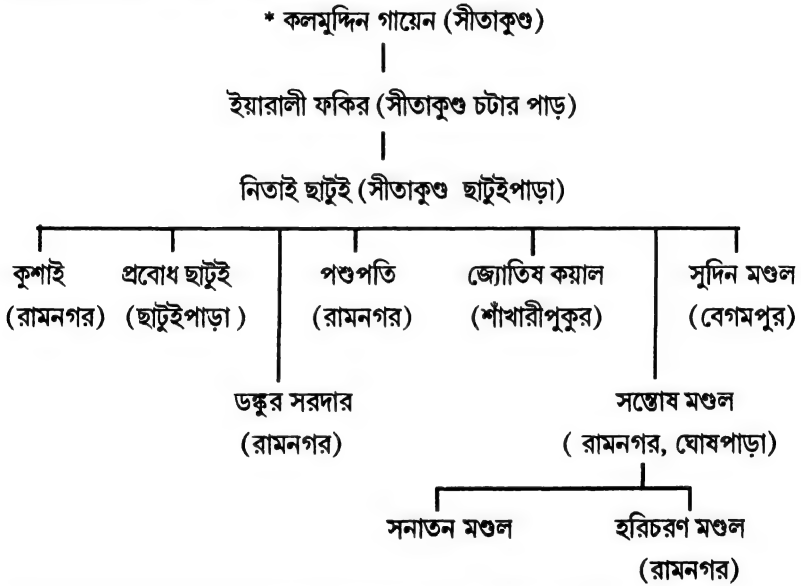 * কলমুদ্দিন গায়েন (সীতাকুণ্ড)
ইয়ারালী ফকির (সীতাকুণ্ড চটার পাড়)
নিতাই ছাটুই (সীতাকুণ্ড ছাটুইপাড়া)
কুশাই প্রবোধ ছাটুই পশুপতি জ্যোতিষ কয়াল সুদিন মণ্ডল
(রামনগর) (ছাটুইপাড়া ) (রামনগর) (শাঁখারীপুকুর) (বেগমপুর)
ডঙ্কুর সরদার সন্তোষ মণ্ডল
(রামনগর) ( রামনগর, ঘোষপাড়া)
সনাতন মণ্ডল হরিচরণ মণ্ডল
(রামনগর)